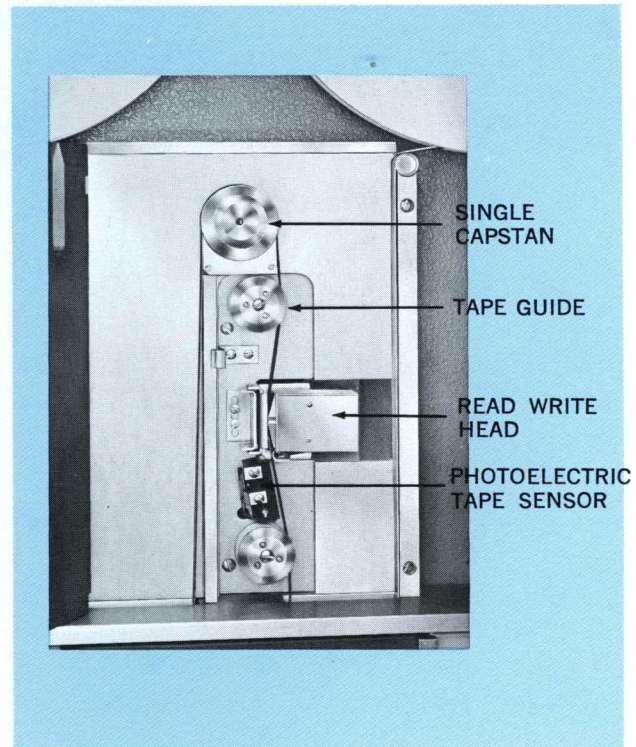 SINGLE
CAPSTAN
TAPE GUIDE
READ WRITE
HEAD
PHOTOELECTRIC
TAPE SENSOR